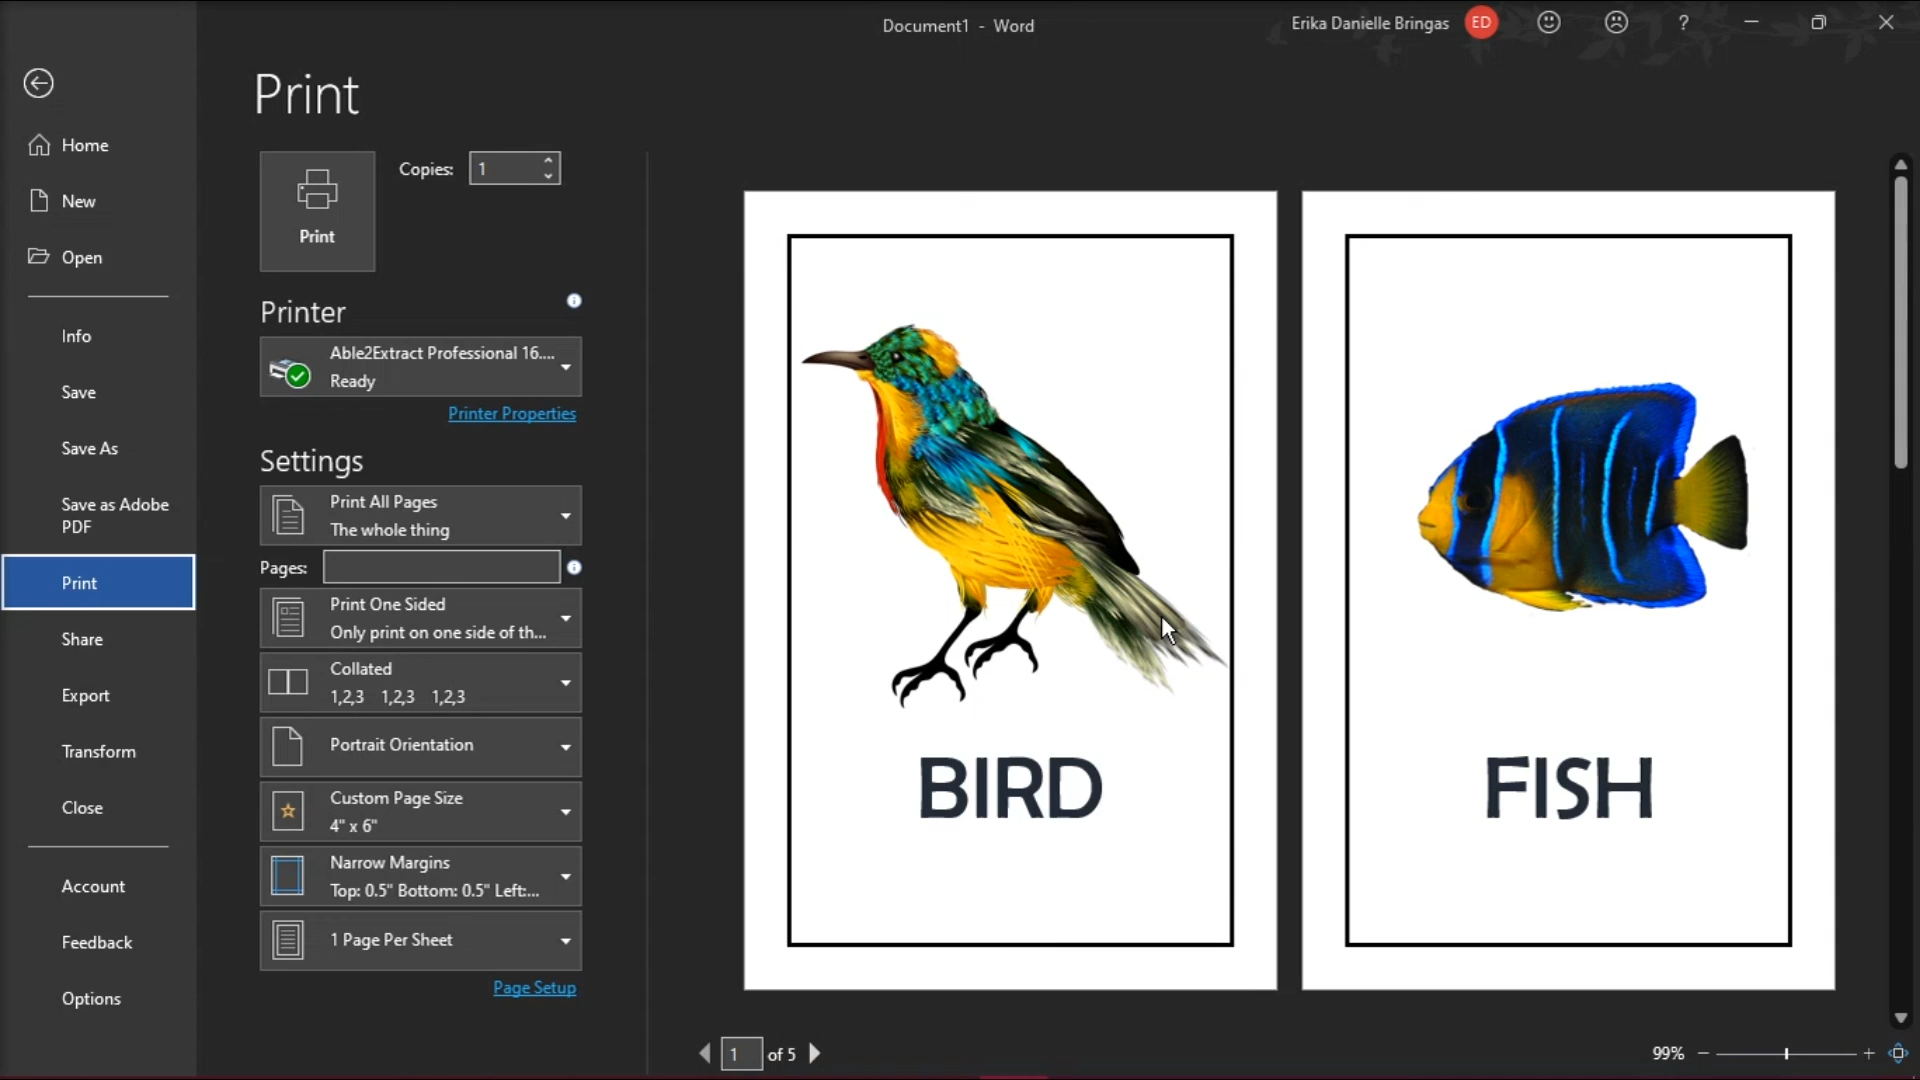 Document1 - Word
Erika Danielle Bringas
ED
?
Home
New
Open
Info
Save
Save As
Save as Adobe
PDF
Print
Share
Export
Transform
Close
Account
Feedback
Options
Print
Print
Copies: 1
Printer
Able2Extract Professional 16....
Ready
Printer Properties
Settings
Print All Pages
The whole thing
Pages:
Print One Sided
Only print on one side of th...
Collated
1,2,3 1,2,3 1,2,3
Portrait Orientation
Custom Page Size
4" x 6"
Narrow Margins
Top: 0.5" Bottom: 0.5" Left:...
1 Page Per Sheet
Page Setup
BIRD
FISH
1 of 5
99%